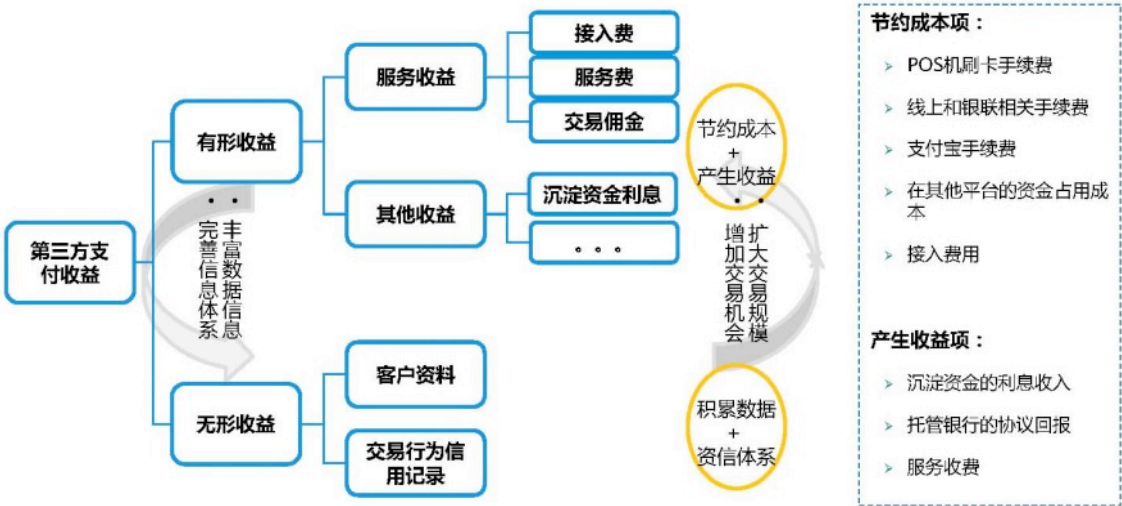 第三方支
付收益
有形收益
服务收益
接入费
服务费
交易佣金
其他收益
沉淀资金利息
。。。
丰富数据信息
完善信息体系
无形收益
客户资料
交易行为信
用记录
节约成本
+
产生收益
扩大交易规模
增加交易机会
积累数据
+
资信体系
节约成本项：
POS机刷卡手续费
线上和银联相关手续费
支付宝手续费
在其他平台的资金占用成
本
接入费用
产生收益项：
沉淀资金的利息收入
托管银行的协议回报
服务收费